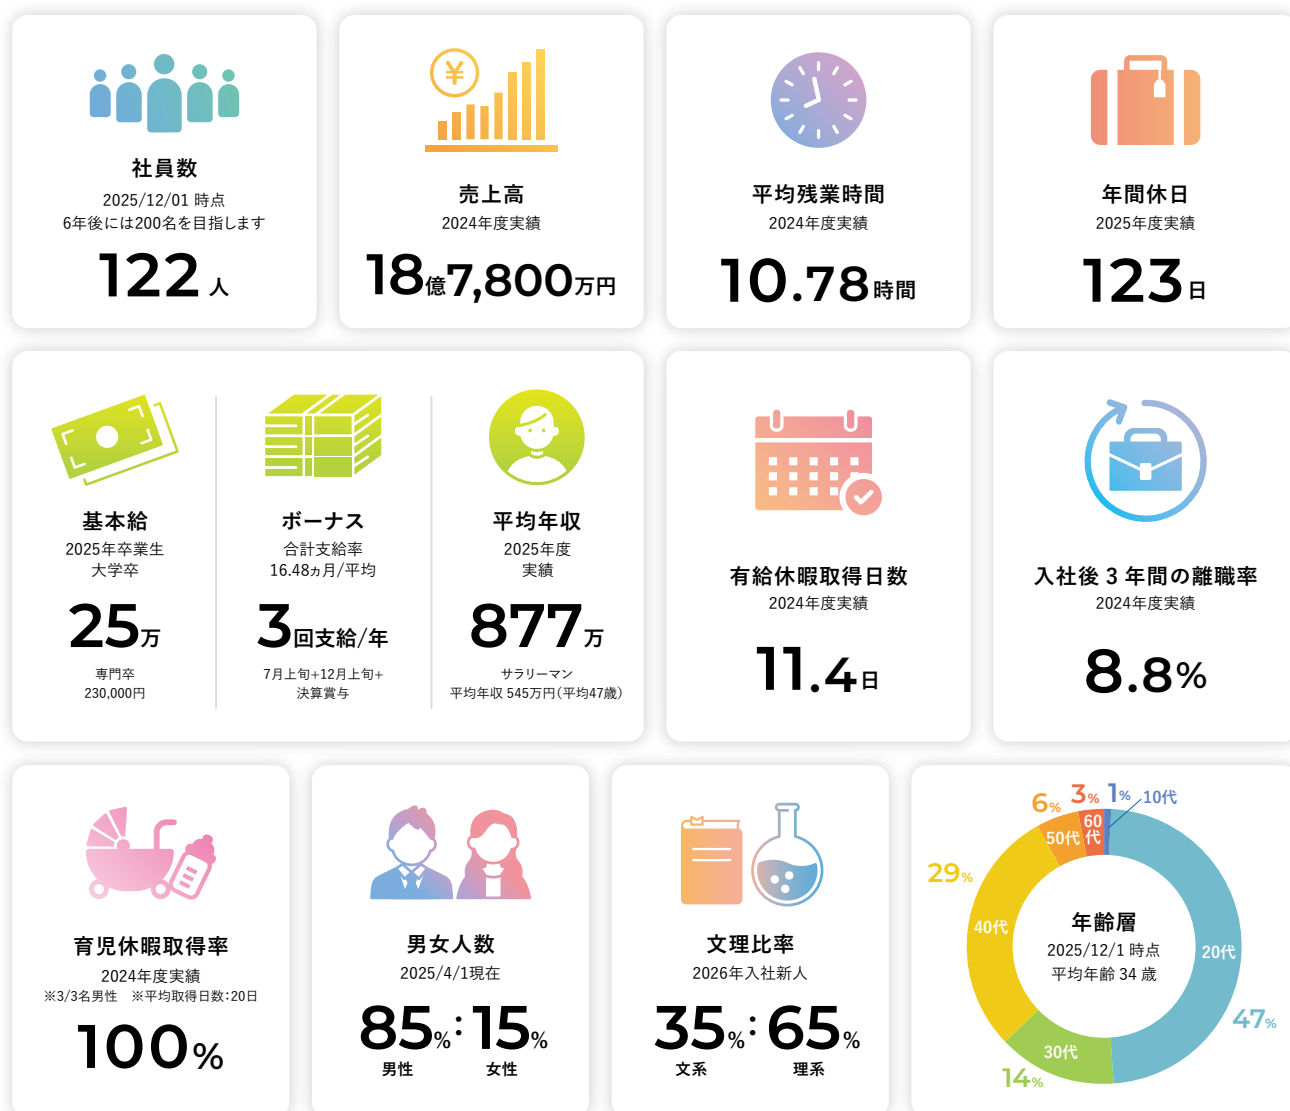 社員数
2025/12/01 時点
6年後には200名を目指します
122 人
¥
売上高
2024年度実績
18億7,800万円
平均残業時間
2024年度実績
10.78時間
年間休日
2025年度実績
123日
基本給
2025年卒業生
大学卒
25万
専門卒
230,000円
ボーナス
合計支給率
16.48ヵ月/平均
3回支給/年
7月上旬+12月上旬+
決算賞与
平均年収
2025年度
実績
877万
サラリーマン
平均年収 545万円(平均47歳)
有給休暇取得日数
2024年度実績
11.4日
入社後 3 年間の離職率
2024年度実績
8.8%
育児休暇取得率
2024年度実績
※3/3名男性 ※平均取得日数:20日
100%
男女人数
2025/4/1現在
85%:15%
男性 女性
文理比率
2026年入社新人
35%:65%
文系 理系
年齢層
2025/12/1 時点
平均年齢 34 歳
1%
10代
47%
20代
14%
30代
29%
40代
6%
50代
3%
60
代